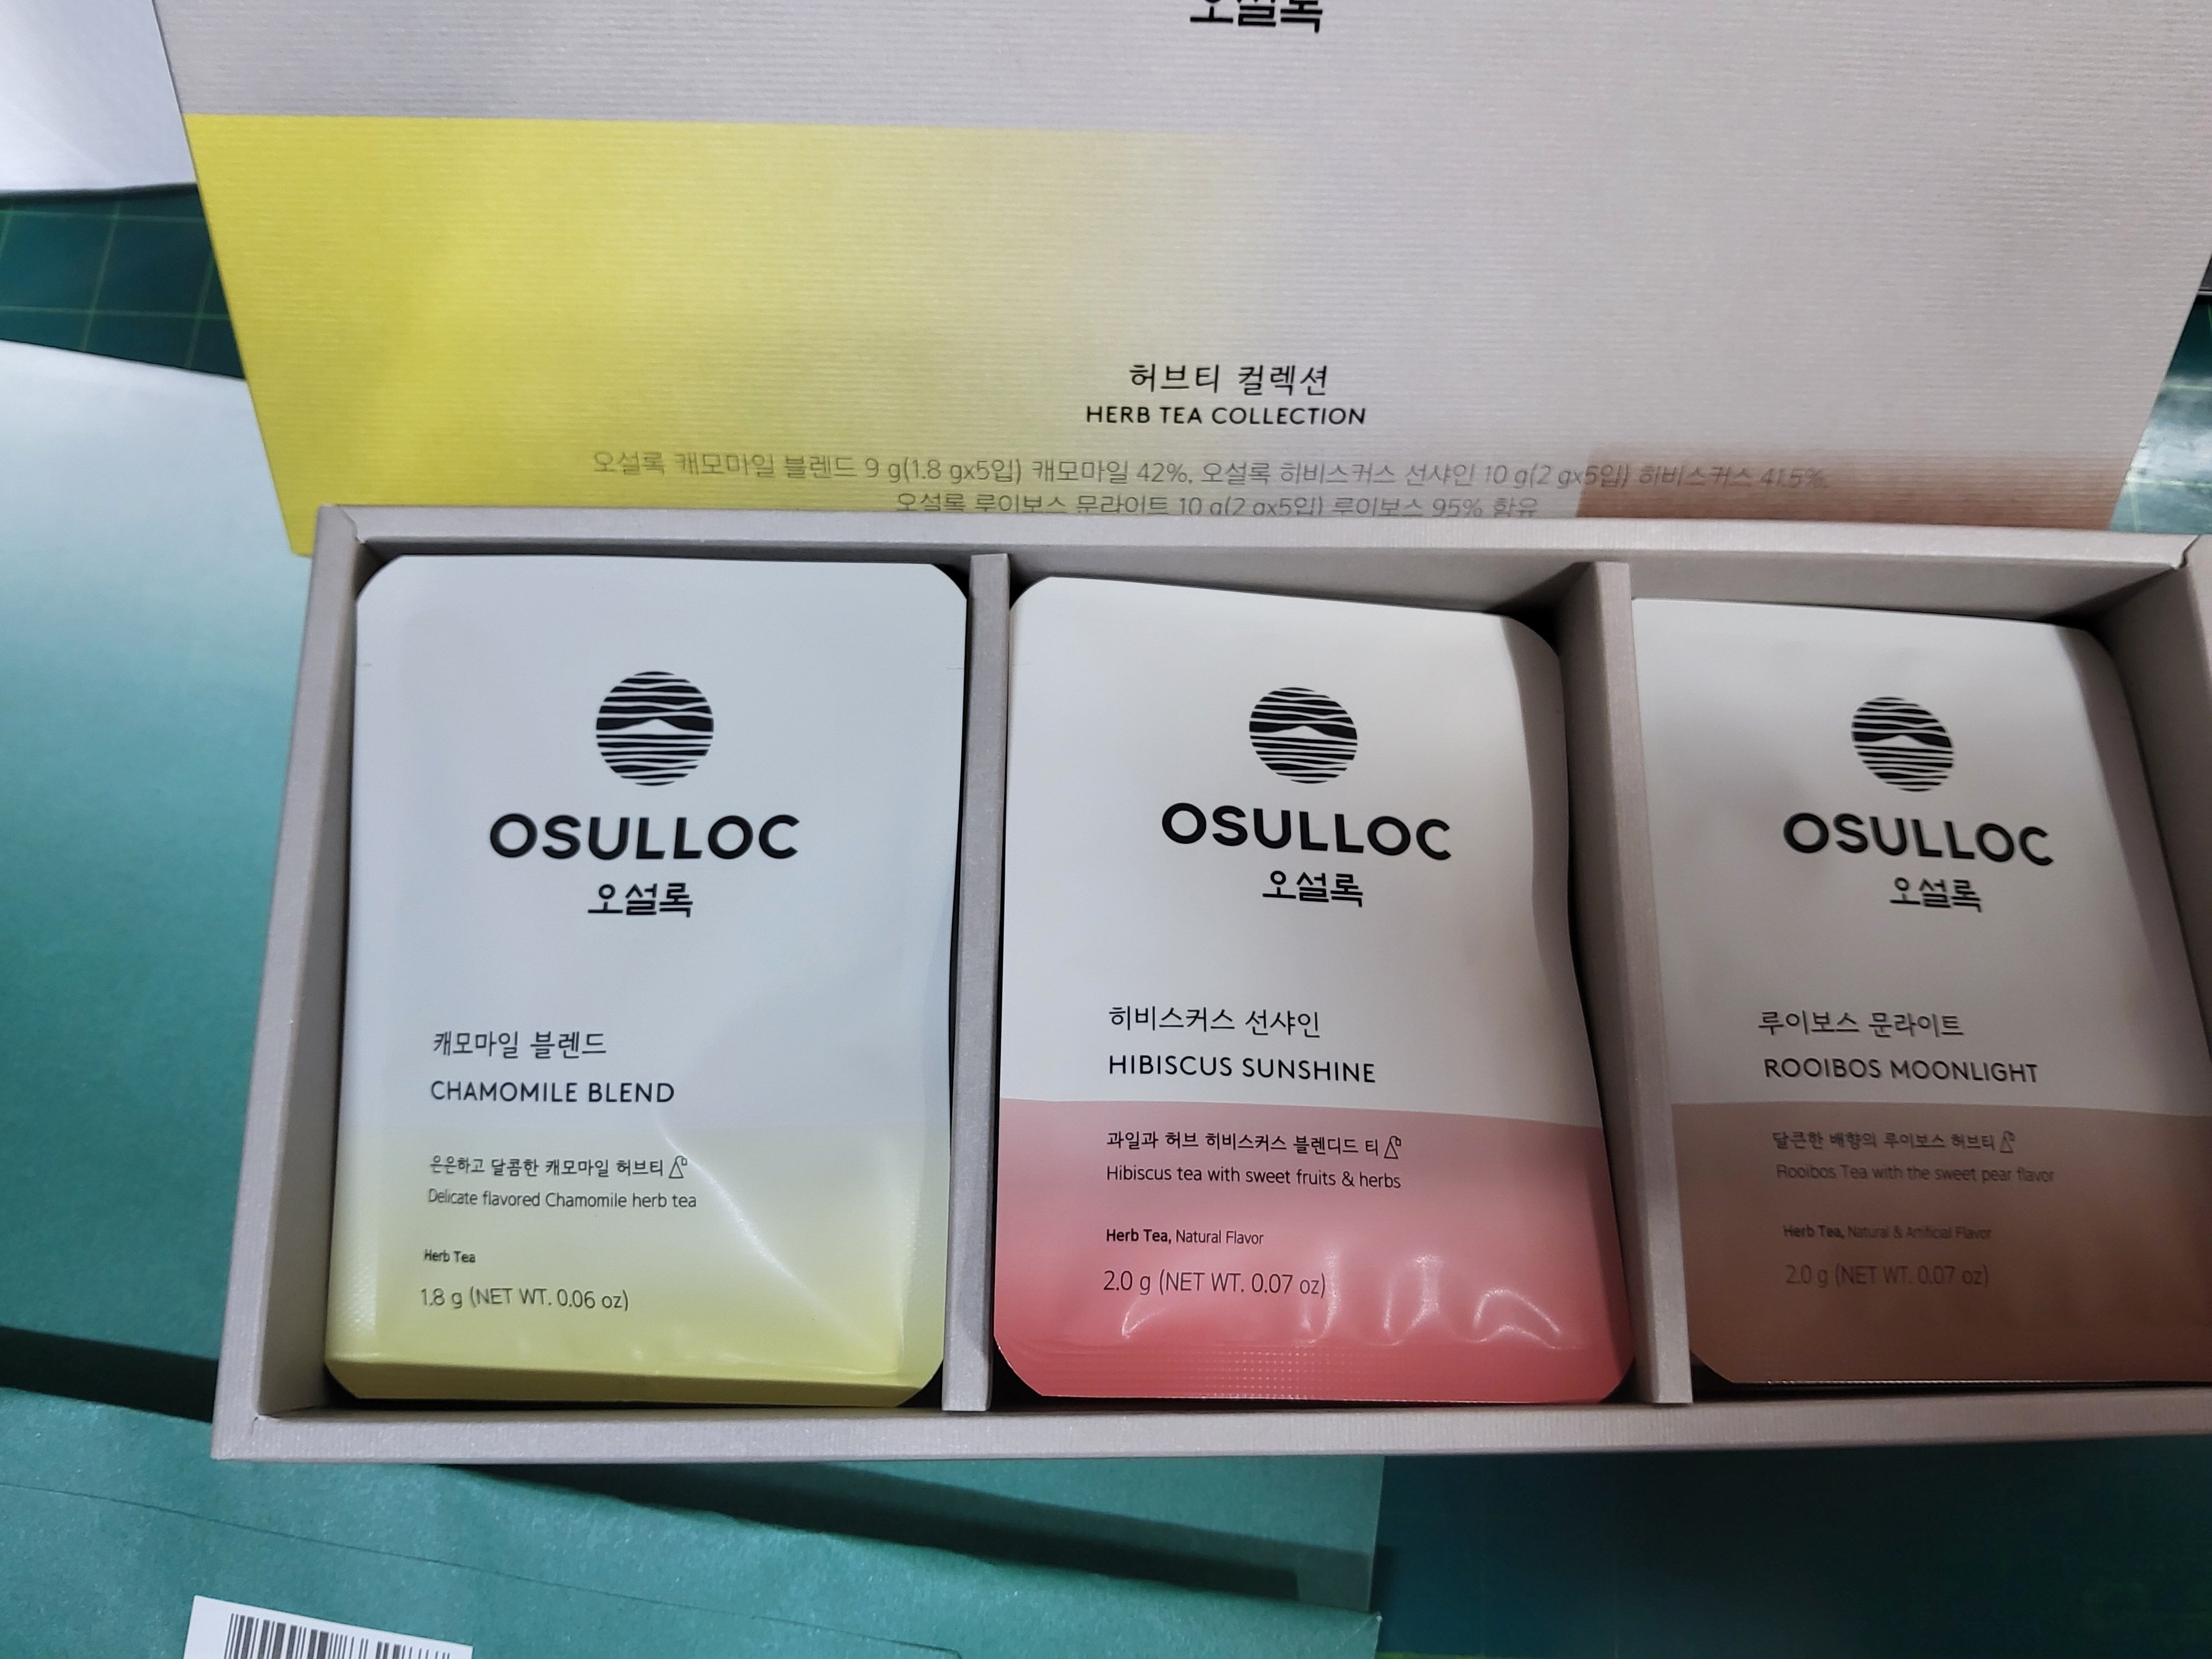 오설록
허브티 컬렉션
HERB TEA COLLECTION
오설록 캐모마일 블렌드 9 g(1.8 gx5입) 캐모마일 42%, 오설록 히비스커스 선샤인 10 g(2 gx5입) 히비스커스 41.5%,
오설록 루이보스 문라이트 10 g(2 gx5입) 루이보스 95% 함유
OSULLOC
오설록
캐모마일 블렌드
CHAMOMILE BLEND
은은하고 달콤한 캐모마일 허브티
Delicate flavored Chamomile herb tea
Herb Tea
1.8 g (NET WT. 0.06 oz)
OSULLOC
오설록
히비스커스 선샤인
HIBISCUS SUNSHINE
과일과 허브 히비스커스 블렌디드 티
Hibiscus tea with sweet fruits & herbs
Herb Tea, Natural Flavor
2.0 g (NET WT. 0.07 oz)
OSULLOC
오설록
루이보스 문라이트
ROOIBOS MOONLIGHT
달큰한 배향의 루이보스 허브티
Rooibos Tea with the sweet pear flavor
Herb Tea, Natural & Artificial Flavor
2.0 g (NET WT. 0.07 oz)